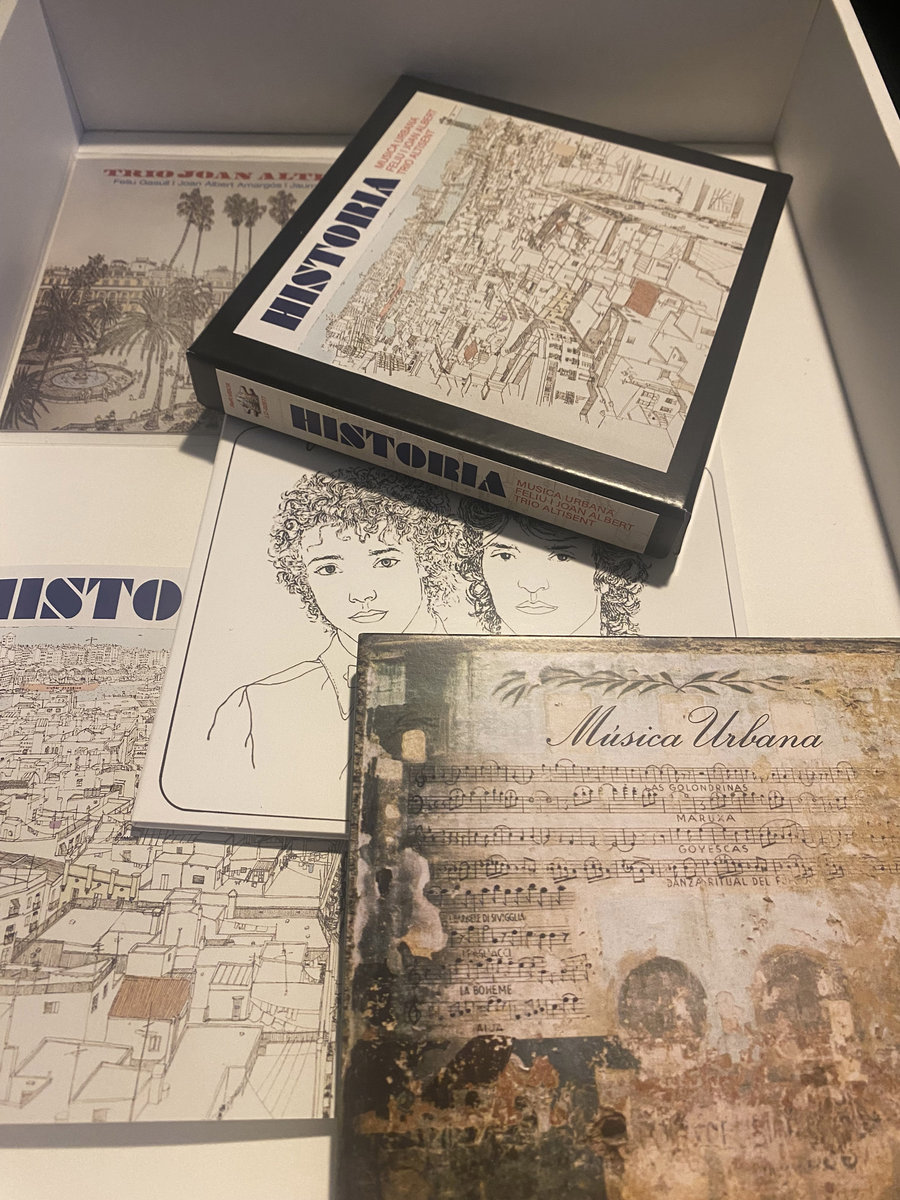 TRIO JOAN ALTI
Feliu Gasull i Joan Albert Amargós i Jaum
HISTORIA
MUSICA URBANA
FELIU I JOAN ALBERT
TRIO ALTISENT
HISTORIA
MUSICA URBANA
FELIU I JOAN ALBERT
TRIO ALTISENT
HISTO
Música Urbana
LAS GOLONDRINAS
MARUXA
GOYESCAS
DANZA RITUAL DEL F
LA BOHEME